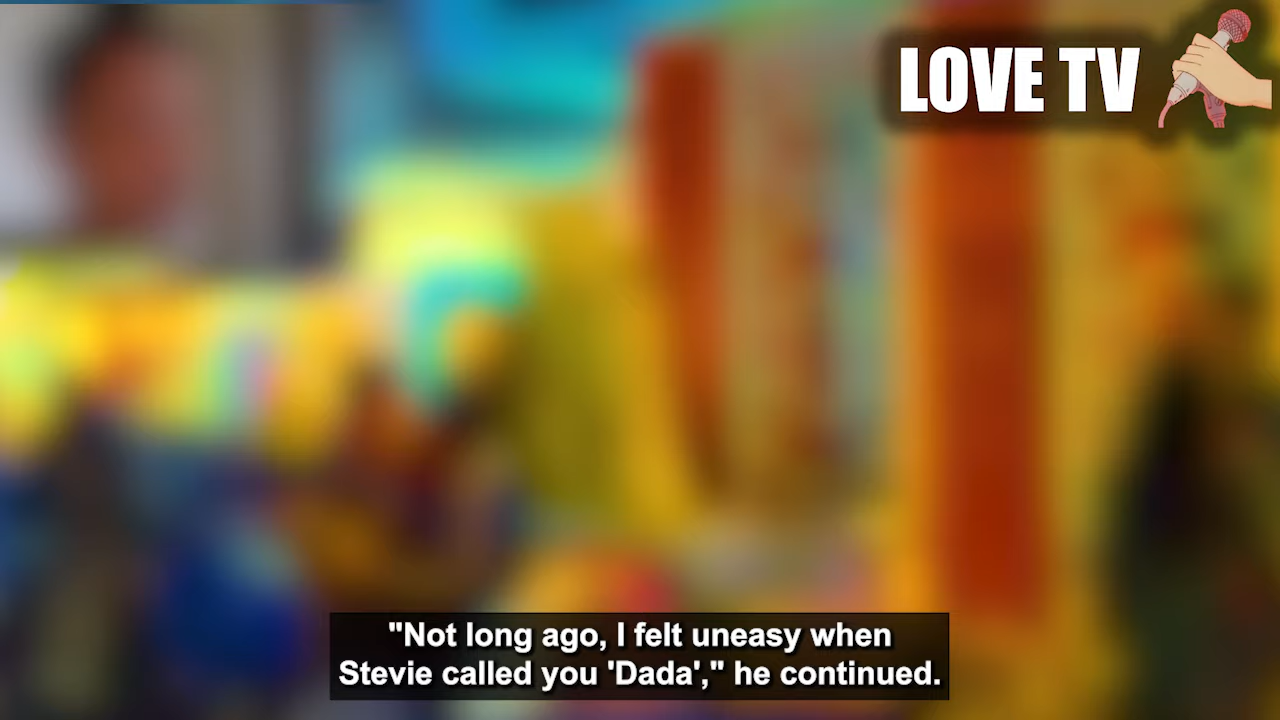 LOVE TV
"Not long ago, I felt uneasy when
Stevie called you 'Dada'," he continued.